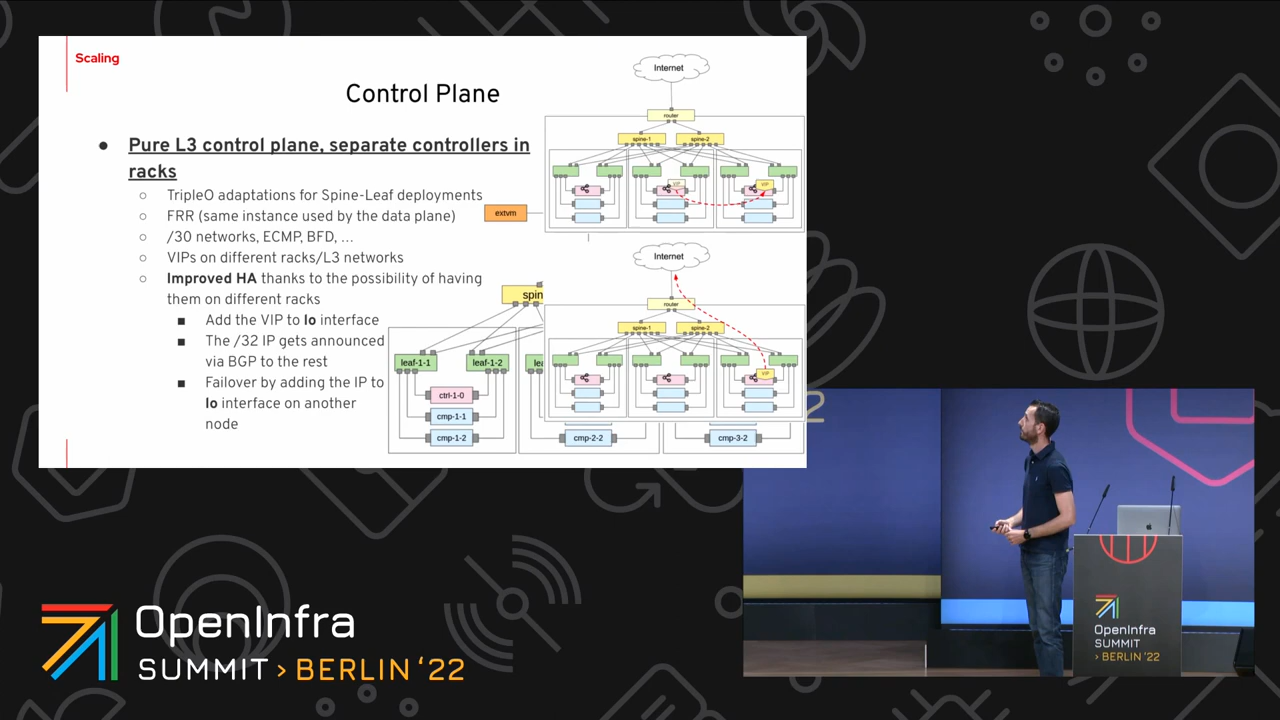 Scaling
Control Plane
● Pure L3 control plane, separate controllers in
racks
○ TripleO adaptations for Spine-Leaf deployments
○ FRR (same instance used by the data plane)
○ /30 networks, ECMP, BFD, …
○ VIPs on different racks/L3 networks
○ Improved HA thanks to the possibility of having
them on different racks
■ Add the VIP to lo interface
■ The /32 IP gets announced
via BGP to the rest
■ Failover by adding the IP to
lo interface on another
node
extvm
spin
leaf-1-1
leaf-1-2
lea
ctrl-1-0
cmp-1-1
cmp-1-2
cmp-2-2
cmp-3-2
Internet
router
spine-1
spine-2
VIP
VIP
Internet
router
spine-1
spine-2
VIP
2
OpenInfra
SUMMIT > BERLIN ‘22
OpenInfra
SUMMIT
> BERLIN ‘22